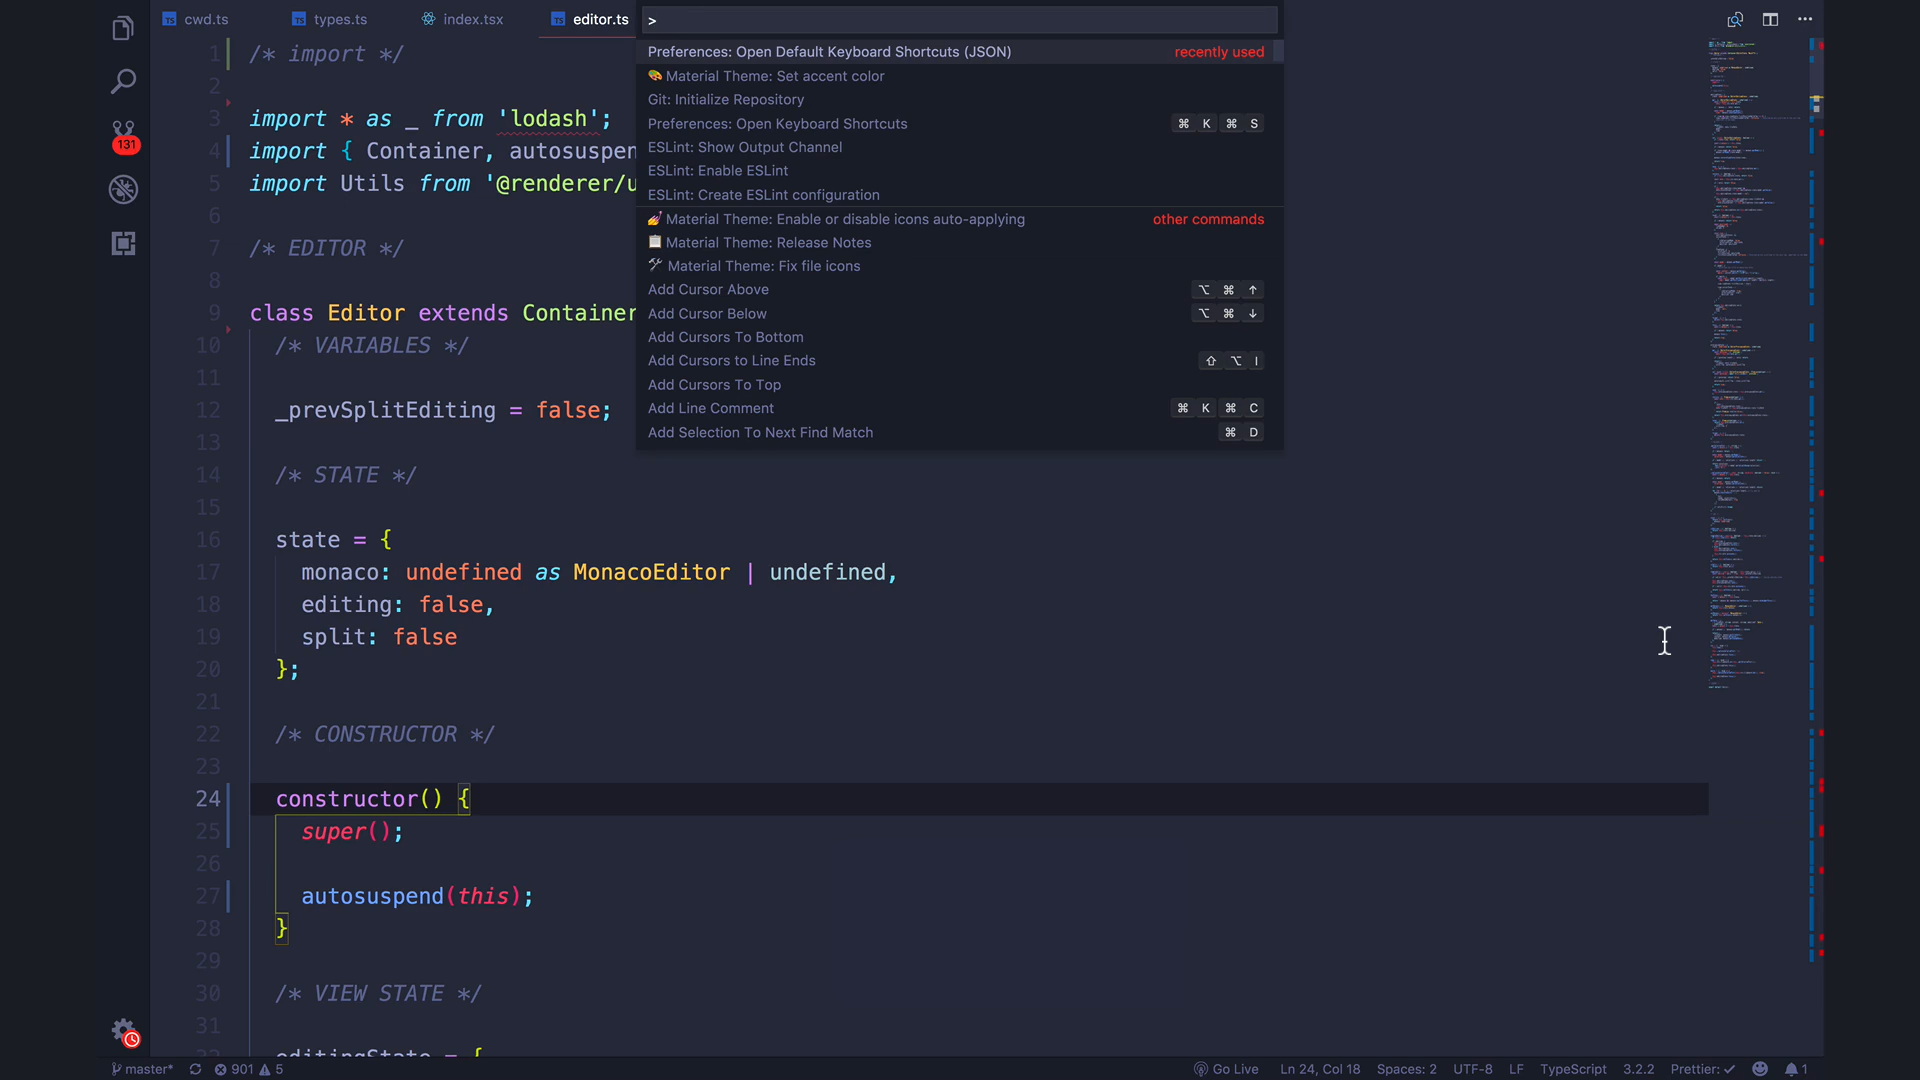 cwd.ts
types.ts
index.tsx
editor.ts
>
Preferences: Open Default Keyboard Shortcuts (JSON) recently used
Material Theme: Set accent color
Git: Initialize Repository
Preferences: Open Keyboard Shortcuts ⌘ K ⌘ S
ESLint: Show Output Channel
ESLint: Enable ESLint
ESLint: Create ESLint configuration
Material Theme: Enable or disable icons auto-applying other commands
Material Theme: Release Notes
Material Theme: Fix file icons
Add Cursor Above ⌥ ⌘ ↑
Add Cursor Below ⌥ ⌘ ↓
Add Cursors To Bottom
Add Cursors to Line Ends ⇧ ⌥ I
Add Cursors To Top
Add Line Comment ⌘ K ⌘ C
Add Selection To Next Find Match ⌘ D
131
1 /* import */
2
3 import * as _ from 'lodash';
4 import { Container, autosuspen
5 import Utils from '@renderer/u
6
7 /* EDITOR */
8
9 class Editor extends Container
10 /* VARIABLES */
11
12 _prevSplitEditing = false;
13
14 /* STATE */
15
16 state = {
17 monaco: undefined as MonacoEditor | undefined,
18 editing: false,
19 split: false
20 };
21
22 /* CONSTRUCTOR */
23
24 constructor() {
25 super();
26
27 autosuspend(this);
28 }
29
30 /* VIEW STATE */
31
32 editingState = {
master* 901 5 Go Live Ln 24, Col 18 Spaces: 2 UTF-8 LF TypeScript 3.2.2 Prettier: ✓ 1